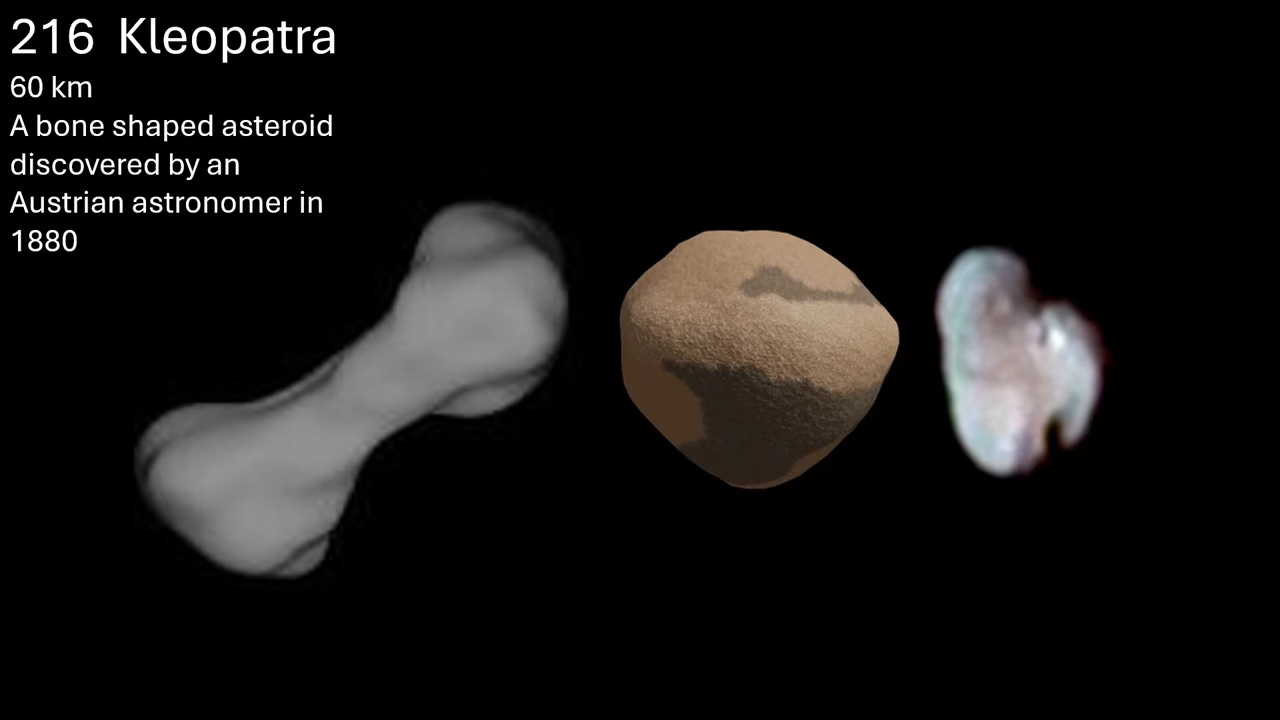 216 Kleopatra
60 km
A bone shaped asteroid
discovered by an
Austrian astronomer in
1880